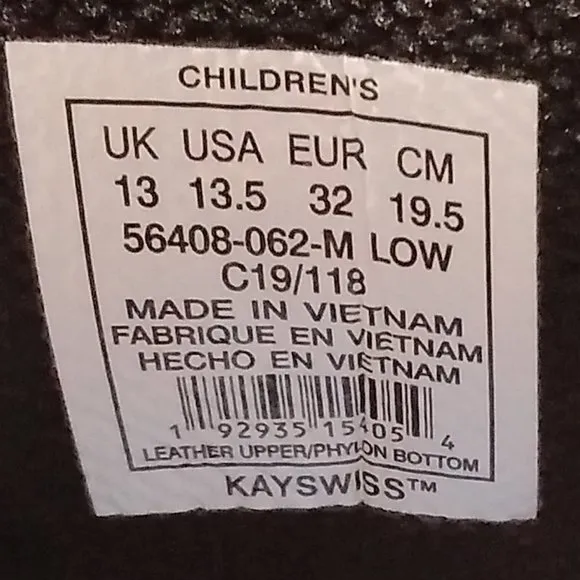 CHILDREN'S
UK USA EUR CM
13 13.5 32 19.5
56408-062-M LOW
C19/118
MADE IN VIETNAM
FABRIQUE EN VIETNAM
HECHO EN VIETNAM
1 92935 15405 4
LEATHER UPPER/PHYLON BOTTOM
KAYSWISS™